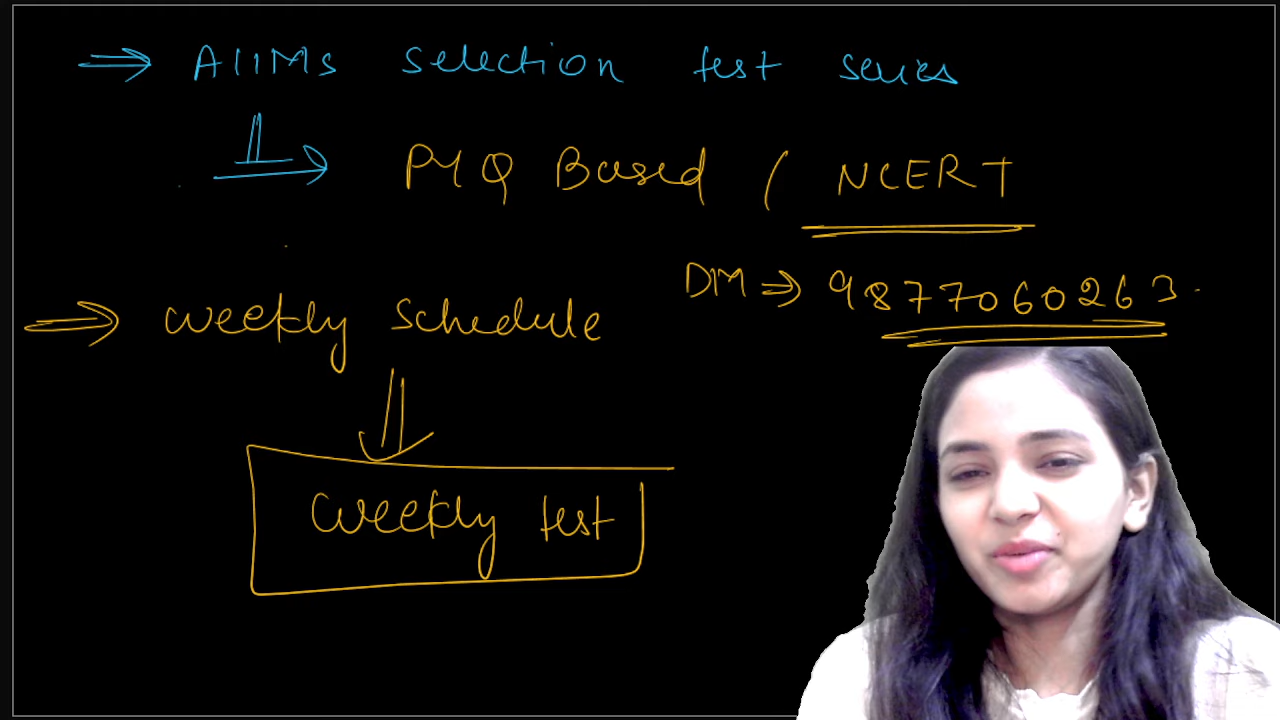 ⇒ AIIMs selection test series
PYQ Based / NCERT
DM ⇒ 9877060263.
⇒ weekly schedule
weekly test